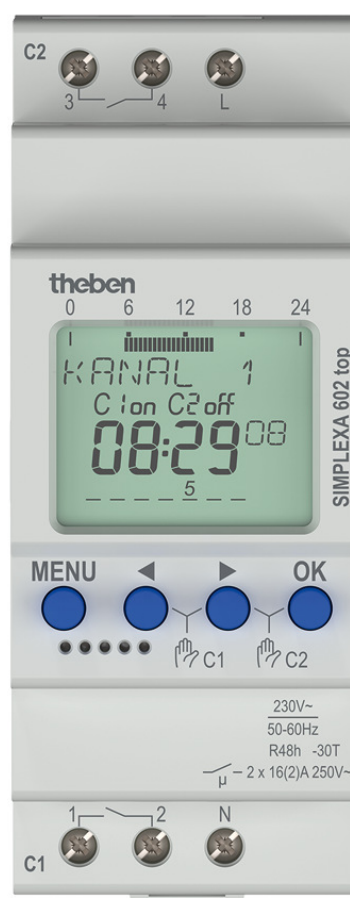 C2
3 4 L
theben
0 6 12 18 24
KANAL 1
C1on C2off
08:29 08
5
SIMPLEXA 602 top
MENU ◄ ► OK
C1 C2
230V~
50-60Hz
R48h -30T
µ – 2 x 16(2)A 250V~
1 2 N
C1